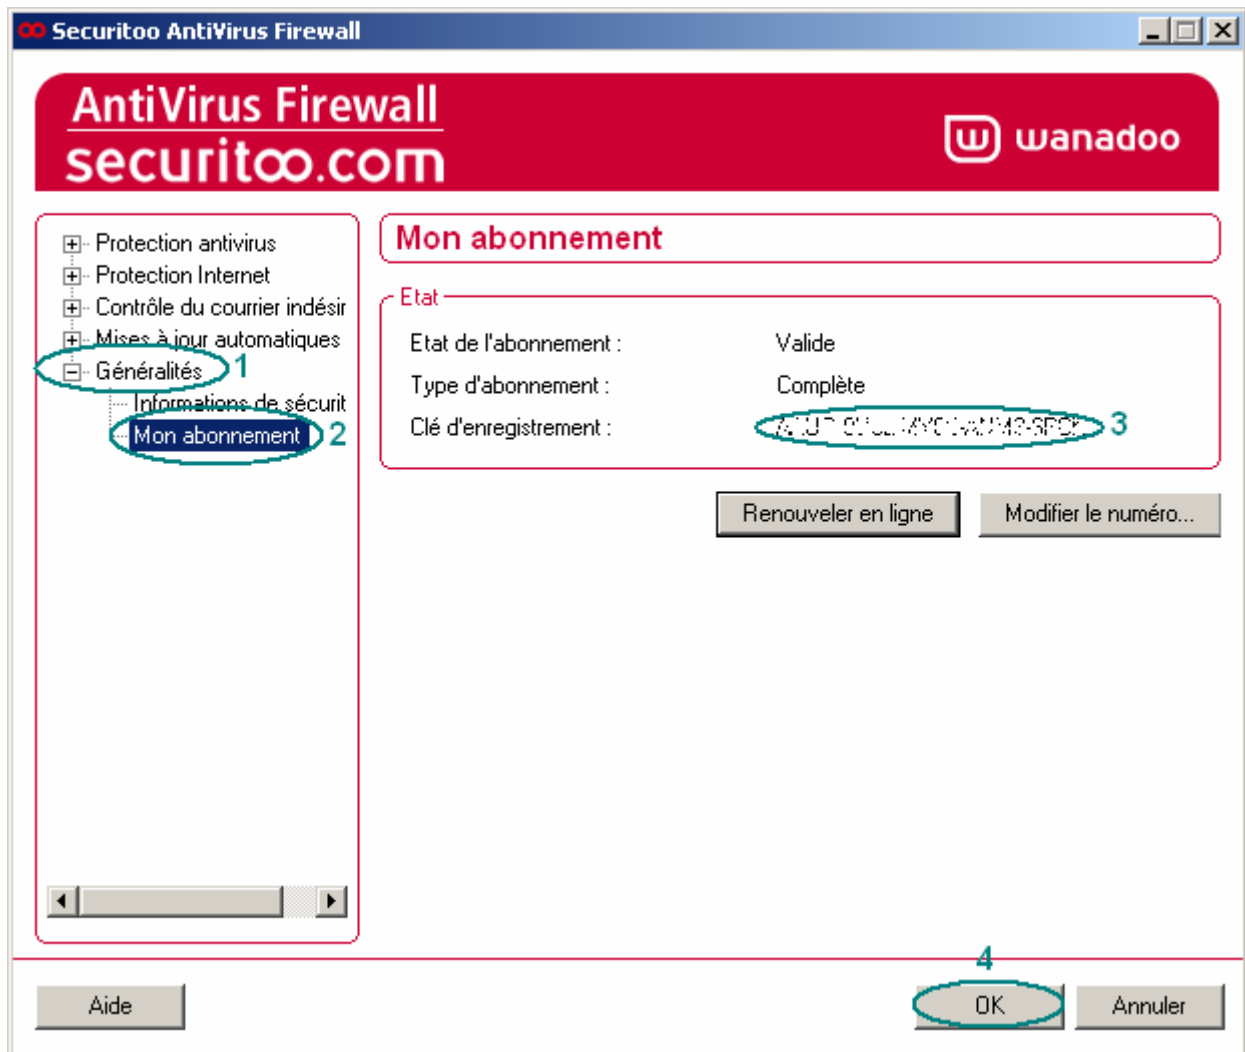 Securitoo AntiVirus Firewall
AntiVirus Firewall
securitoo.com
wanadoo
Protection antivirus
Protection Internet
Contrôle du courrier indésir
Mises à jour automatiques
Généralités 1
Informations de sécurit
Mon abonnement 2
Mon abonnement
Etat
Etat de l'abonnement : Valide
Type d'abonnement : Complète
Clé d'enregistrement : 3
Renouveler en ligne Modifier le numéro...
4
Aide OK Annuler